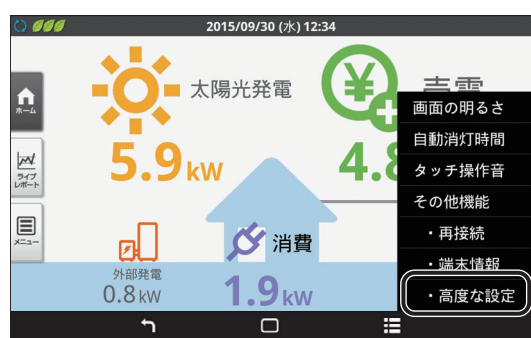 2015/09/30 (水) 12:34
ホーム
ライブ
レポート
メニュー
太陽光発電
5.9kW
売電
4.8
外部発電
0.8kW
消費
1.9kW
画面の明るさ
自動消灯時間
タッチ操作音
その他機能
・再接続
・端末情報
・高度な設定